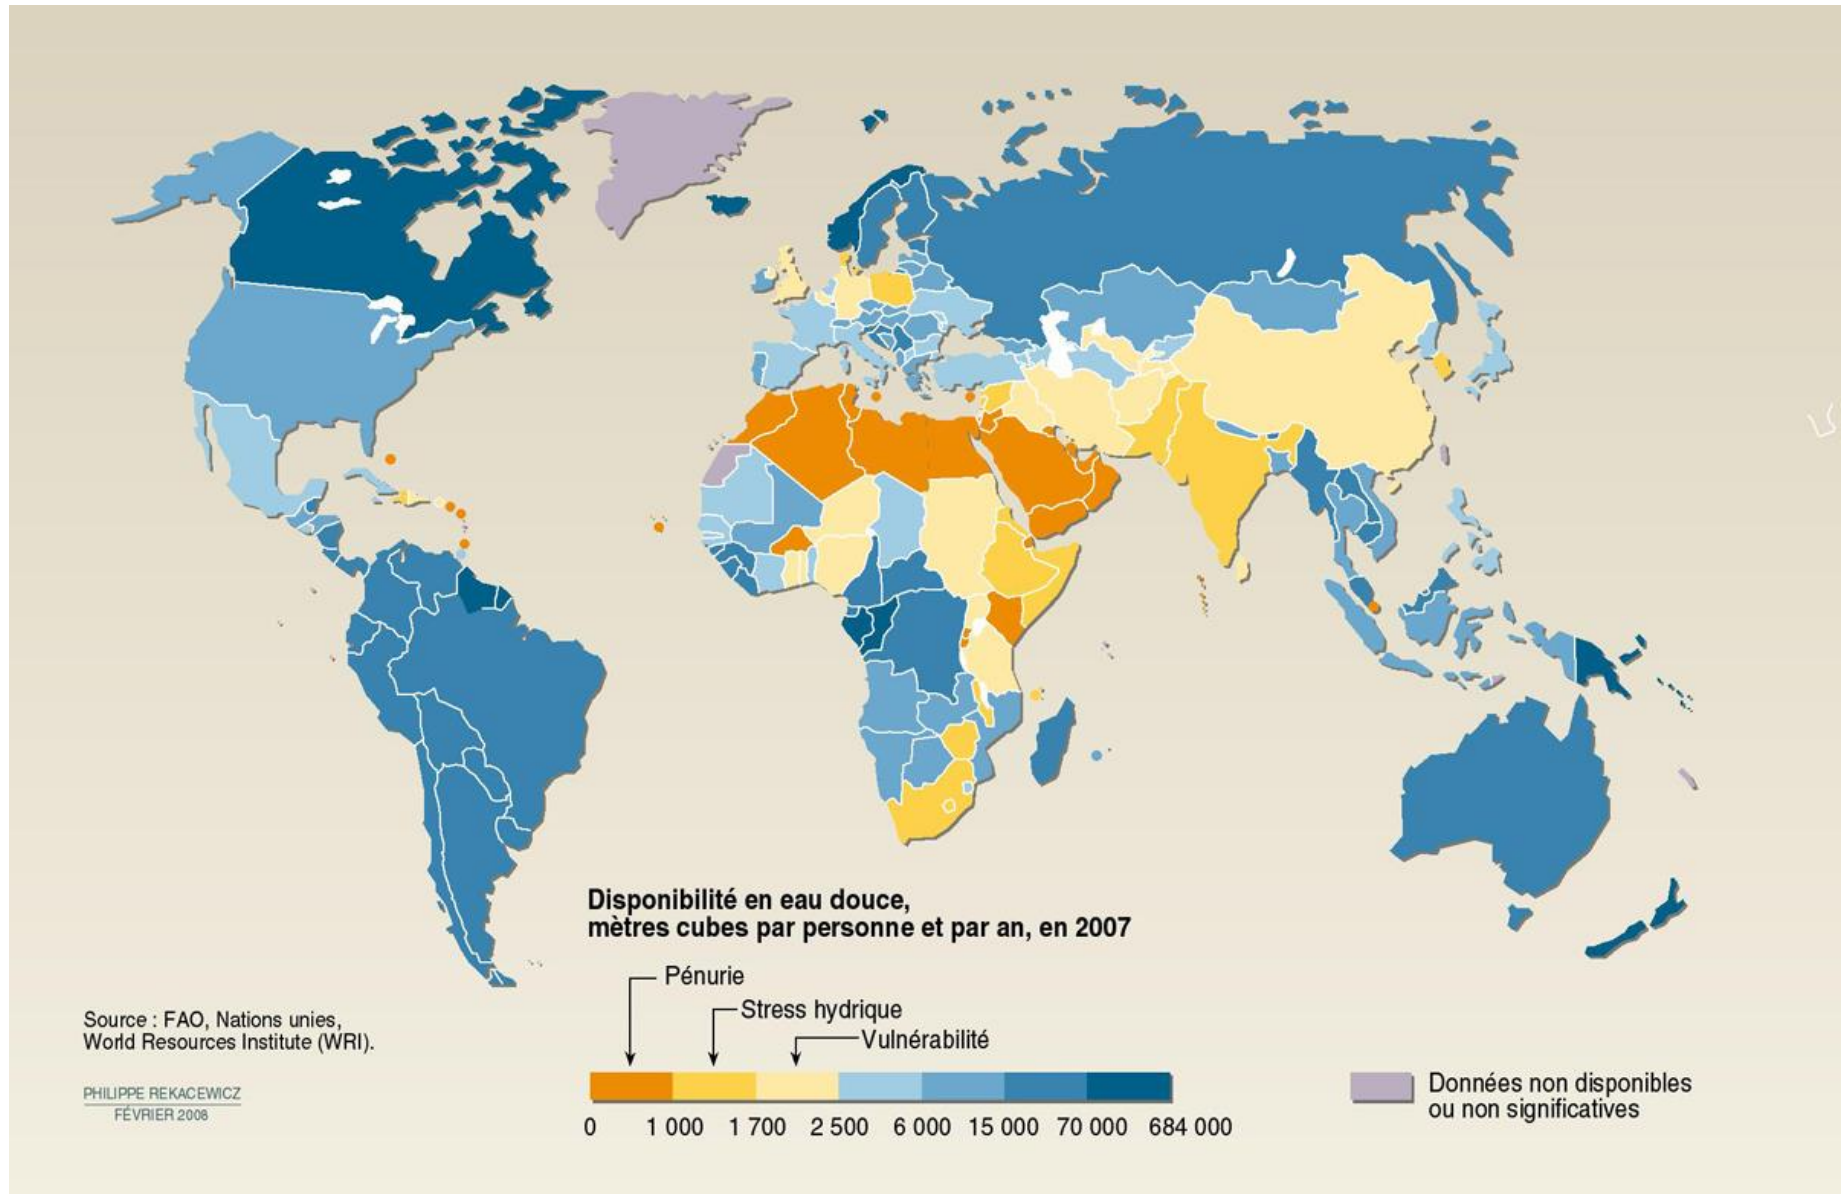 Disponibilité en eau douce,
mètres cubes par personne et par an, en 2007
Pénurie
Stress hydrique
Vulnérabilité
0 1 000 1 700 2 500 6 000 15 000 70 000 684 000
Source : FAO, Nations unies,
World Resources Institute (WRI).
PHILIPPE REKACEWICZ
FÉVRIER 2008
Données non disponibles
ou non significatives